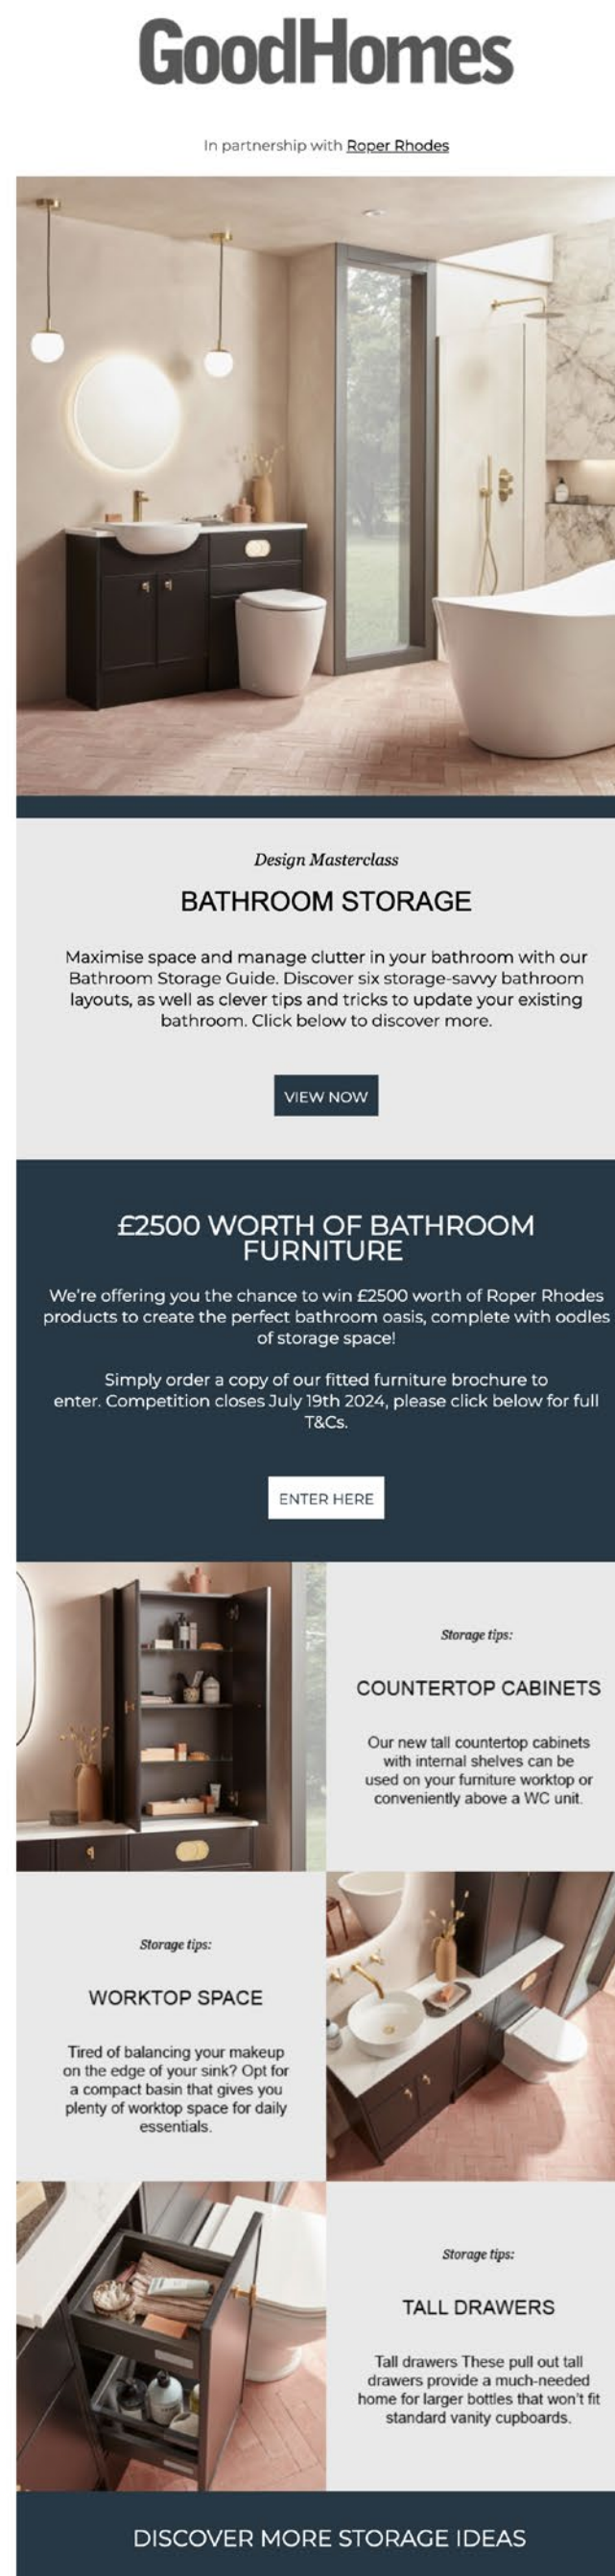 GoodHomes
In partnership with Roper Rhodes
Design Masterclass
BATHROOM STORAGE
Maximise space and manage clutter in your bathroom with our
Bathroom Storage Guide. Discover six storage-savvy bathroom
layouts, as well as clever tips and tricks to update your existing
bathroom. Click below to discover more.
VIEW NOW
£2500 WORTH OF BATHROOM
FURNITURE
We're offering you the chance to win £2500 worth of Roper Rhodes
products to create the perfect bathroom oasis, complete with oodles
of storage space!
Simply order a copy of our fitted furniture brochure to
enter. Competition closes July 19th 2024, please click below for full
T&Cs.
ENTER HERE
Storage tips:
COUNTERTOP CABINETS
Our new tall countertop cabinets
with internal shelves can be
used on your furniture worktop or
conveniently above a WC unit.
Storage tips:
WORKTOP SPACE
Tired of balancing your makeup
on the edge of your sink? Opt for
a compact basin that gives you
plenty of worktop space for daily
essentials.
Storage tips:
TALL DRAWERS
Tall drawers These pull out tall
drawers provide a much-needed
home for larger bottles that won't fit
standard vanity cupboards.
DISCOVER MORE STORAGE IDEAS